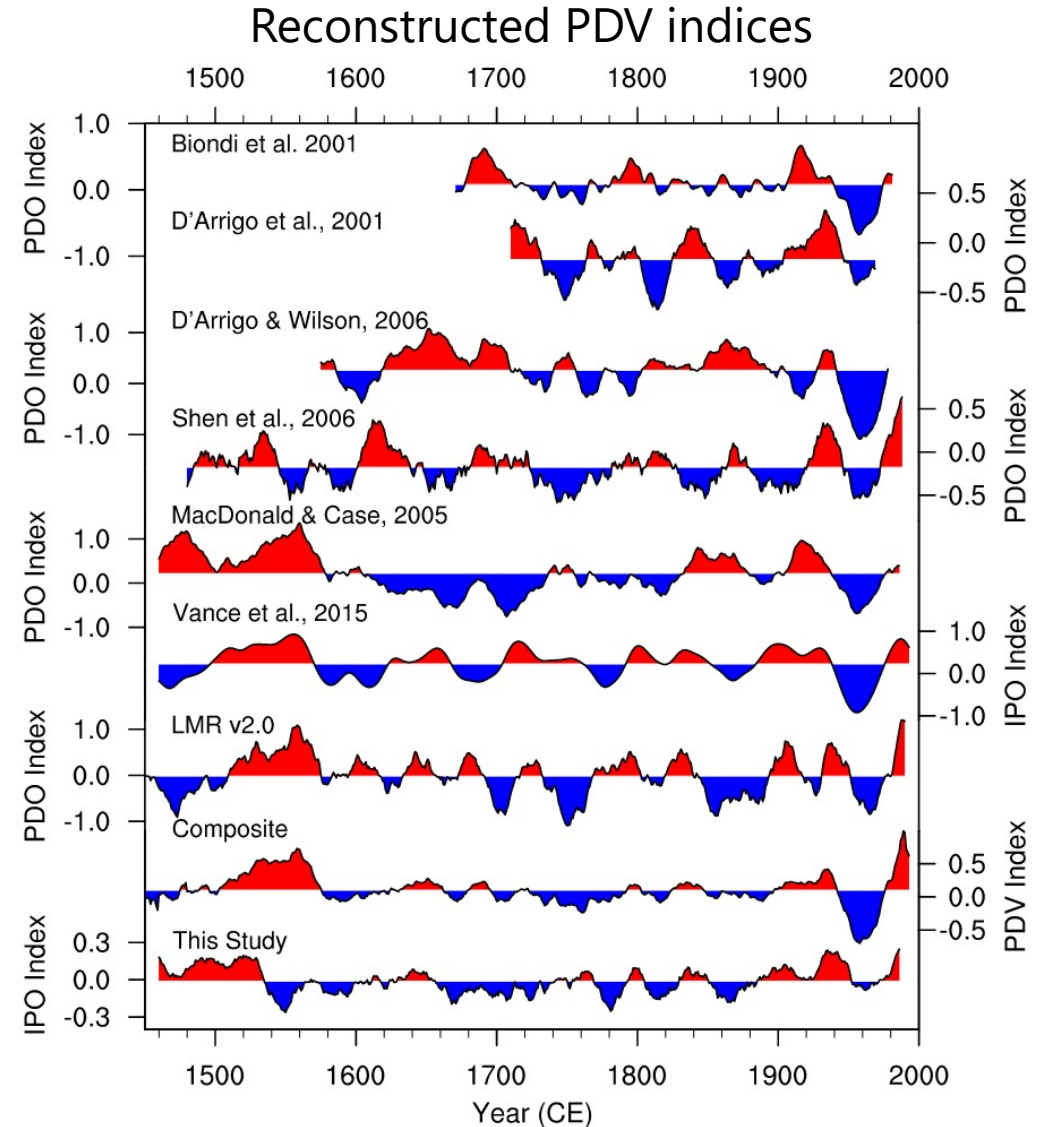 Reconstructed PDV indices
1500 1600 1700 1800 1900 2000
PDO Index
1.0
0.0
-1.0
Biondi et al. 2001
PDO Index
0.5
0.0
-0.5
D'Arrigo et al., 2001
PDO Index
1.0
0.0
-1.0
D'Arrigo & Wilson, 2006
PDO Index
0.5
0.0
-0.5
Shen et al., 2006
PDO Index
1.0
0.0
-1.0
MacDonald & Case, 2005
IPO Index
1.0
0.0
-1.0
Vance et al., 2015
PDO Index
1.0
0.0
-1.0
LMR v2.0
PDV Index
0.5
0.0
-0.5
Composite
IPO Index
0.3
0.0
-0.3
This Study
1500 1600 1700 1800 1900 2000
Year (CE)